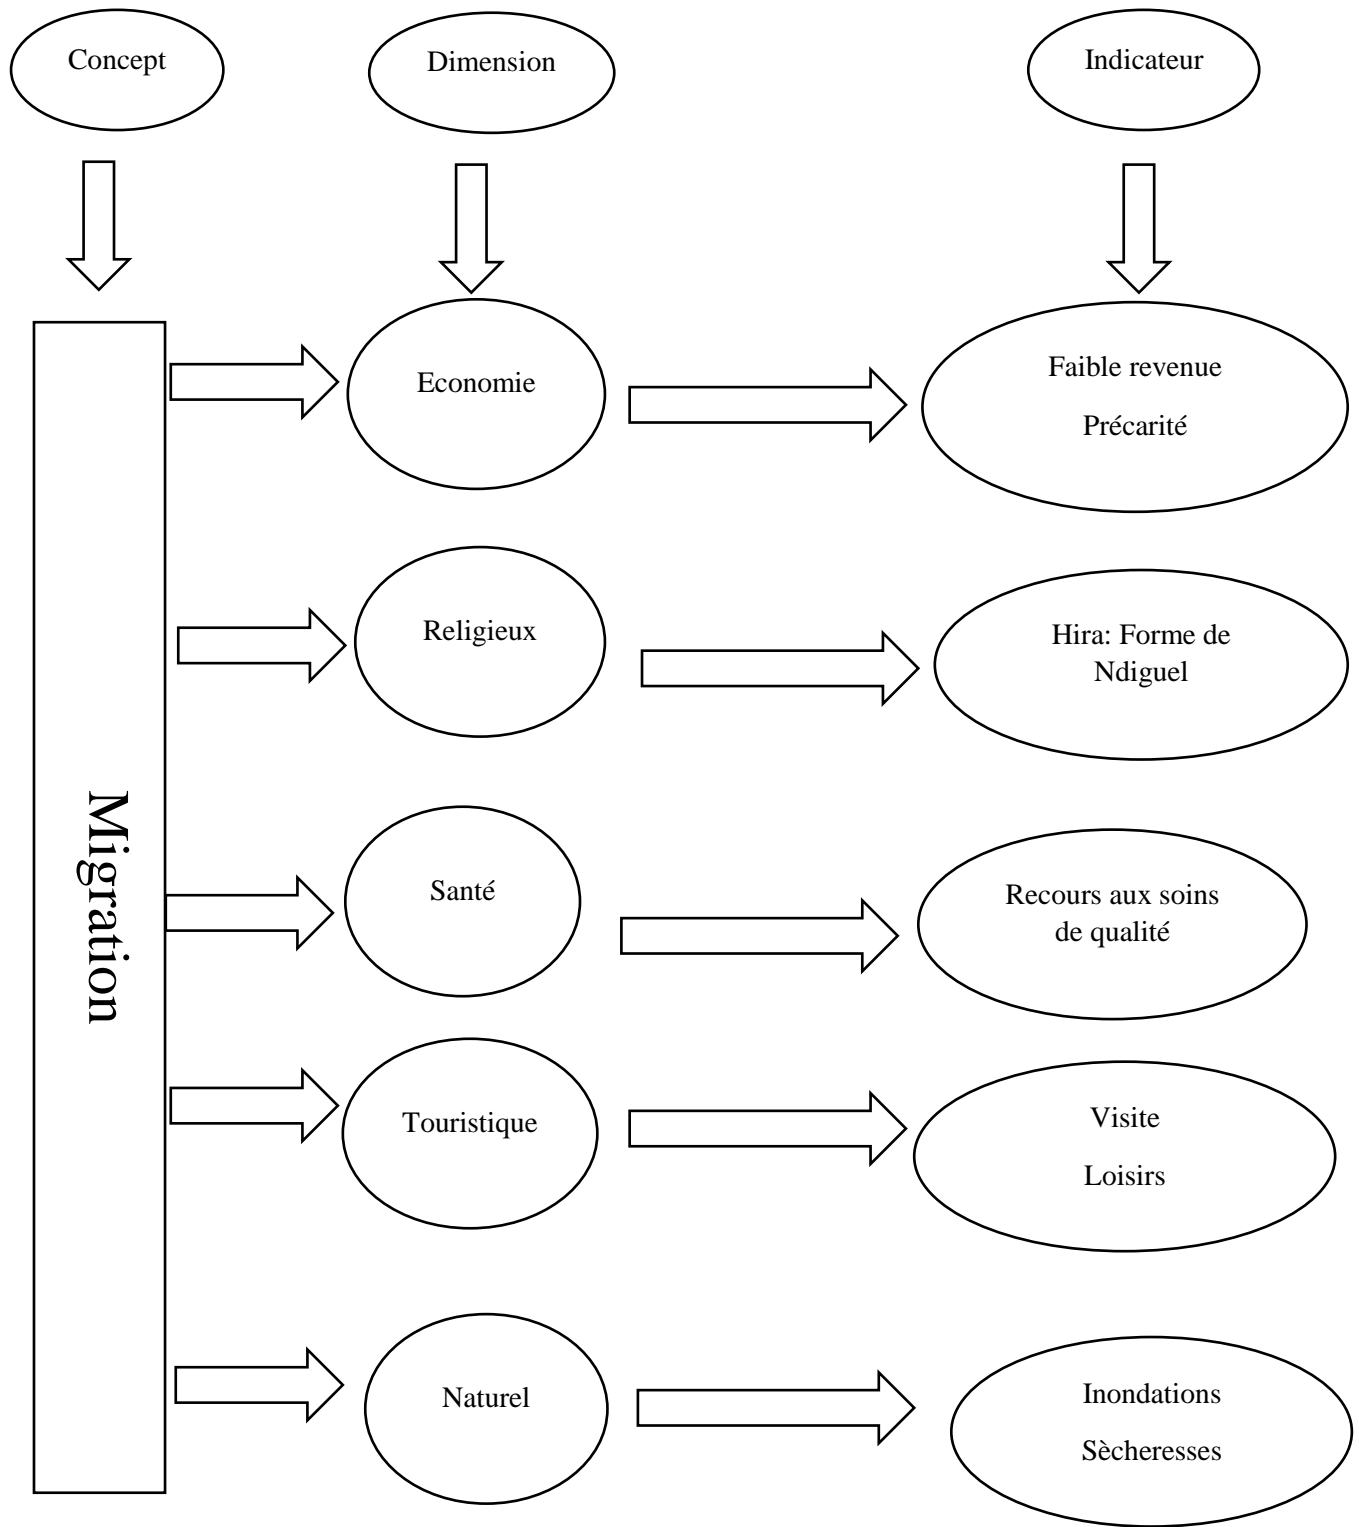 Concept
Dimension
Indicateur
Migration
Economie
Faible revenue
Précarité
Religieux
Hira: Forme de
Ndiguel
Santé
Recours aux soins
de qualité
Touristique
Visite
Loisirs
Naturel
Inondations
Sècheresses